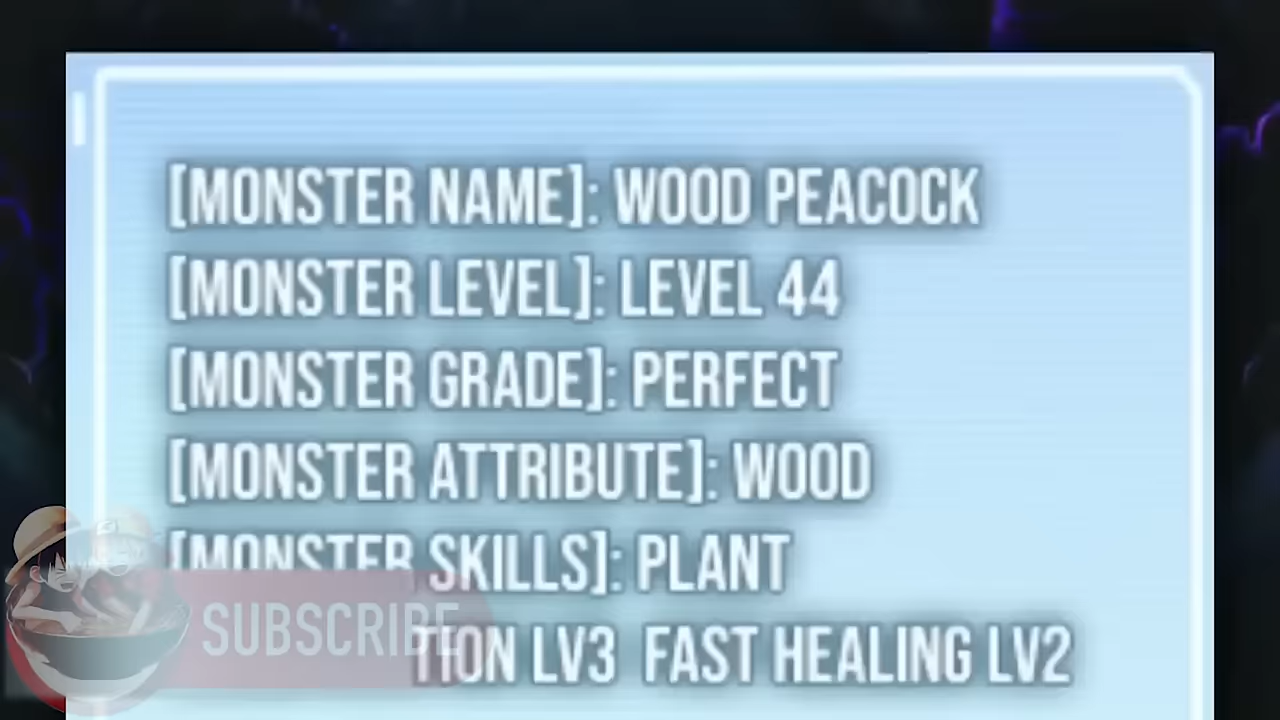 [MONSTER NAME]: WOOD PEACOCK
[MONSTER LEVEL]: LEVEL 44
[MONSTER GRADE]: PERFECT
[MONSTER ATTRIBUTE]: WOOD
[MONSTER SKILLS]: PLANT
TION LV3 FAST HEALING LV2
SUBSCRIBE